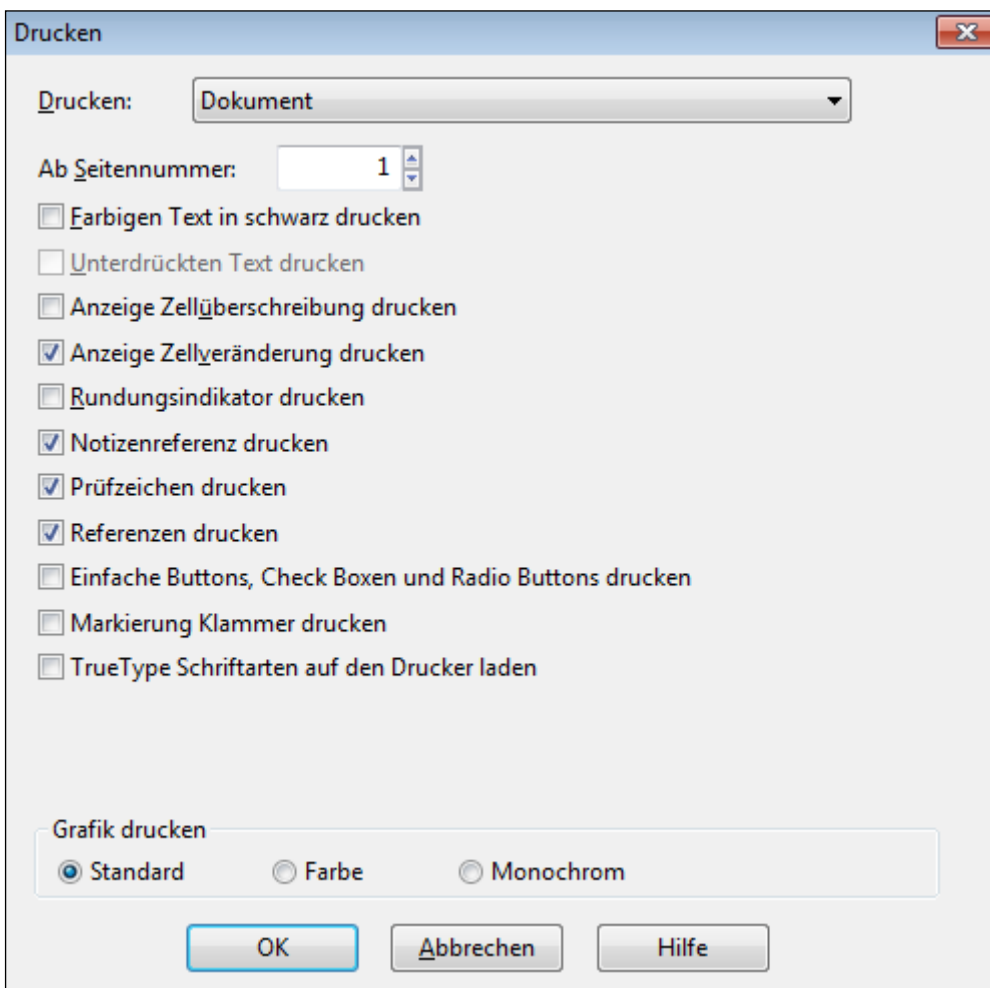 Drucken
Drucken: Dokument
Ab Seitennummer: 1
Farbigen Text in schwarz drucken
Unterdrückten Text drucken
Anzeige Zellüberschreibung drucken
Anzeige Zellveränderung drucken
Rundungsindikator drucken
Notizenreferenz drucken
Prüfzeichen drucken
Referenzen drucken
Einfache Buttons, Check Boxen und Radio Buttons drucken
Markierung Klammer drucken
TrueType Schriftarten auf den Drucker laden
Grafik drucken
Standard Farbe Monochrom
OK Abbrechen Hilfe